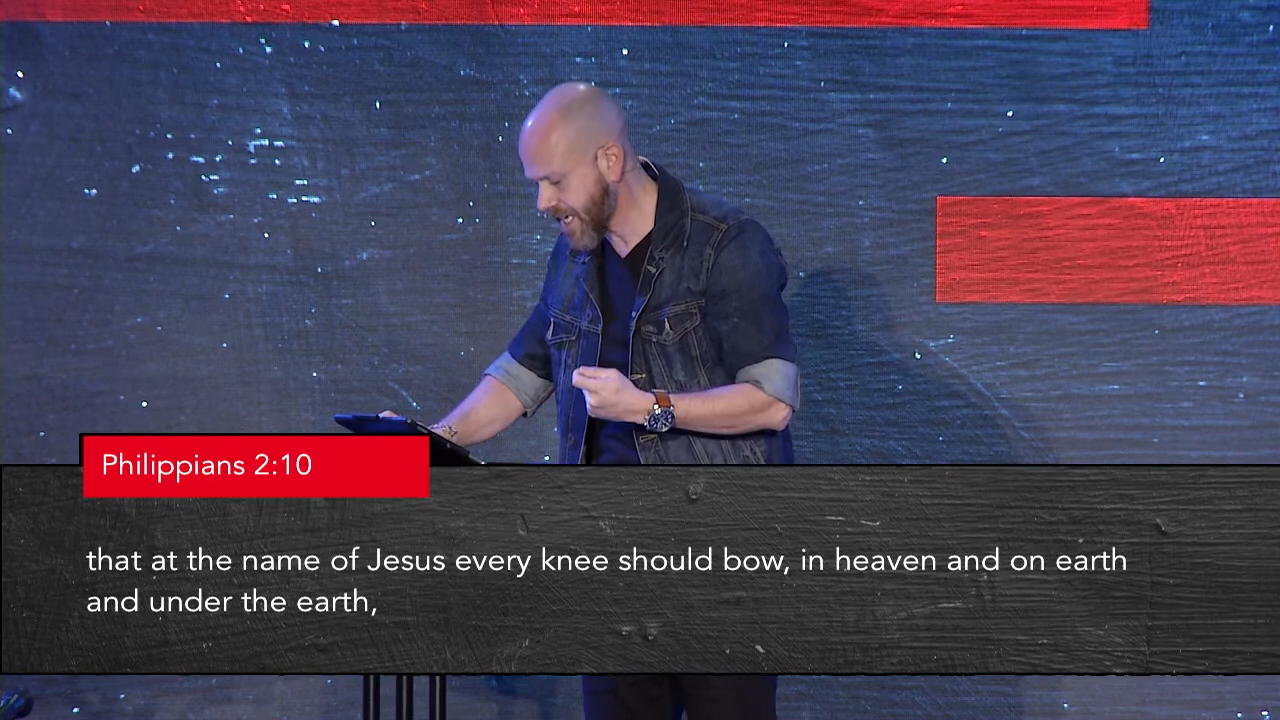 Philippians 2:10
that at the name of Jesus every knee should bow, in heaven and on earth
and under the earth,